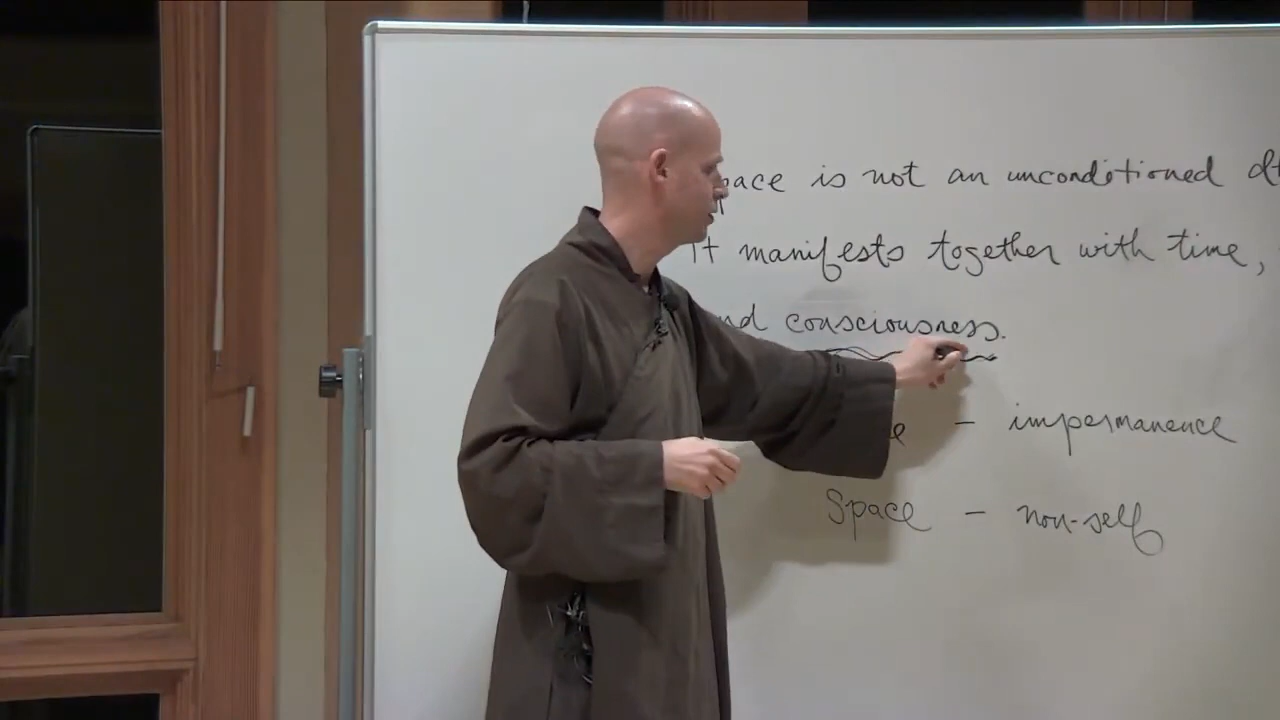 pace is not an unconditioned d
It manifests together with time,
nd consciousness.
e – impermanence
Space – non-self